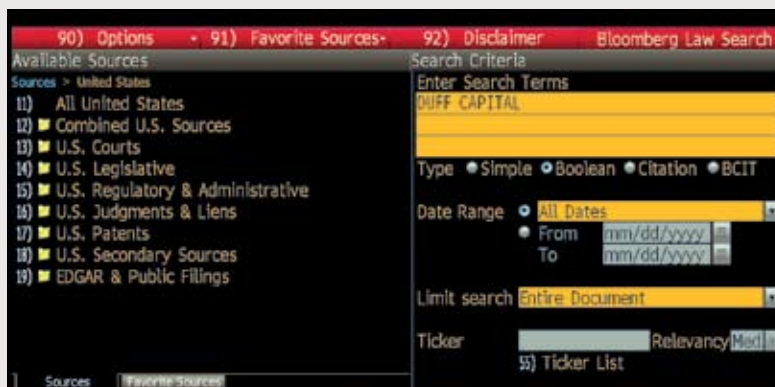 90) Options - 91) Favorite Sources- 92) Disclaimer Bloomberg Law Search
Available Sources
Sources > United States
11) All United States
12) Combined U.S. Sources
13) U.S. Courts
14) U.S. Legislative
15) U.S. Regulatory & Administrative
16) U.S. Judgments & Liens
17) U.S. Patents
18) U.S. Secondary Sources
19) EDGAR & Public Filings
Sources Favorite Sources
Search Criteria
Enter Search Terms
DUFF CAPITAL
Type Simple Boolean Citation BCIT
Date Range All Dates
From mm/dd/yyyy
To mm/dd/yyyy
Limit search Entire Document
Ticker Relevancy Med
55) Ticker List